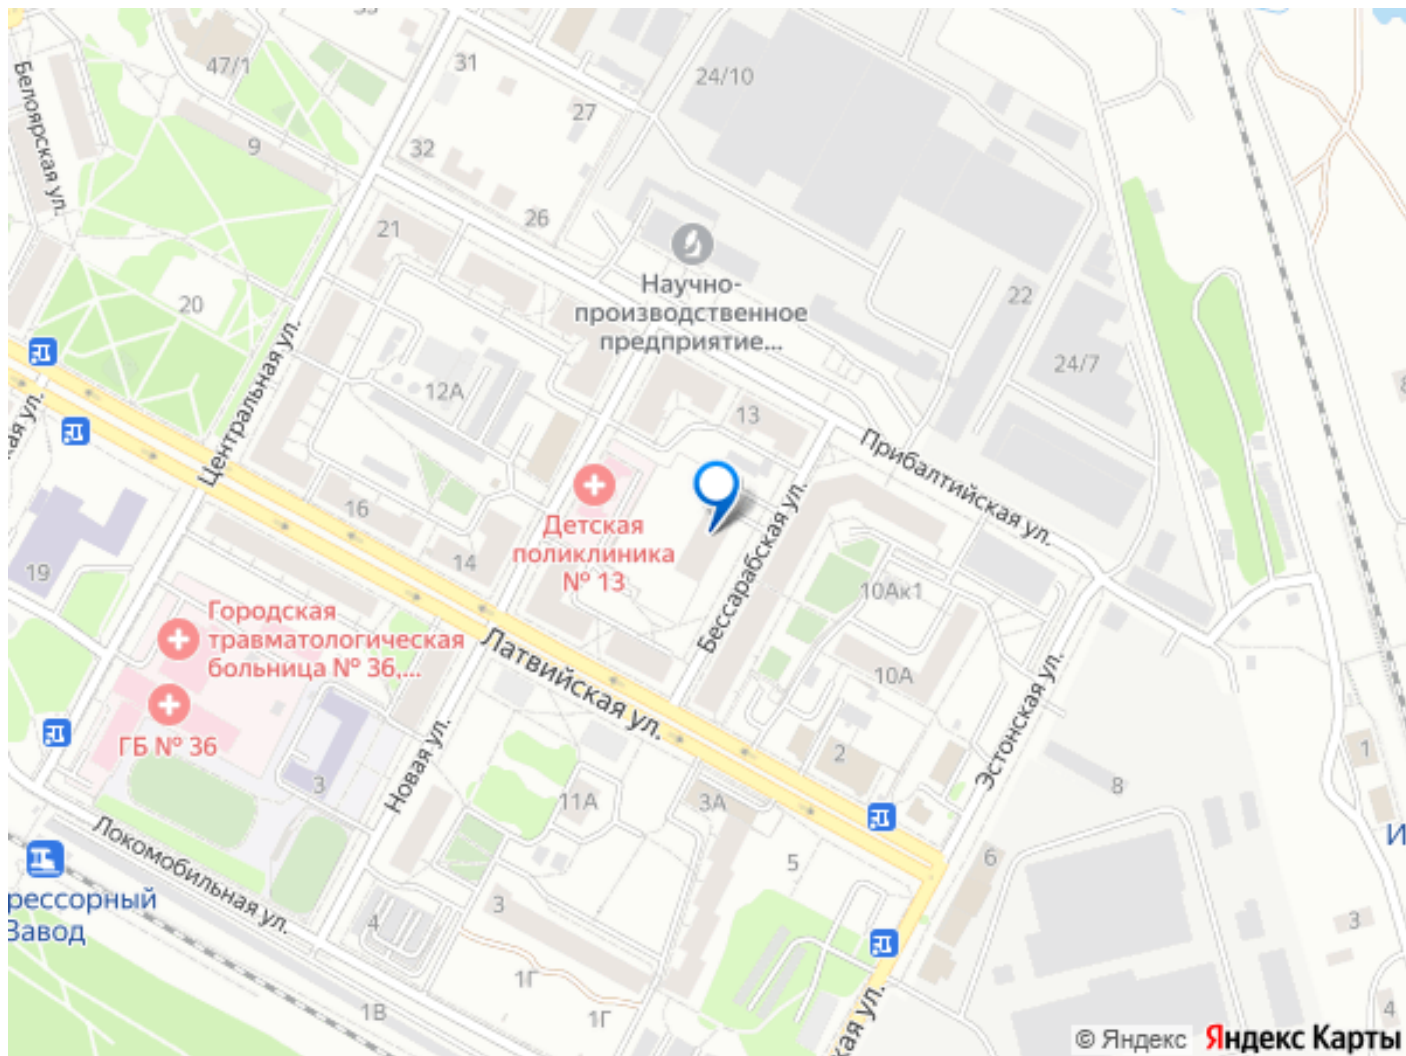 31
24/10
47/1
Белоярская ул.
27
9
32
26
21
Научно-
производственное
предприятие...
20
22
24/7
Центральная ул.
12А
13
Прибалтийская ул.
Детская
поликлиника
№ 13
16
14
Бессарабская ул.
19
10Ак1
Городская
травматологическая
больница № 36,...
Латвийская ул.
10А
ГБ № 36
Новая ул.
Эстонская ул.
2
3
8
1
11А
3А
Локомобильная ул.
5
6
рессорный
Завод
4
3
3
1Г
1В
1Г
4
© Яндекс Яндекс Карты